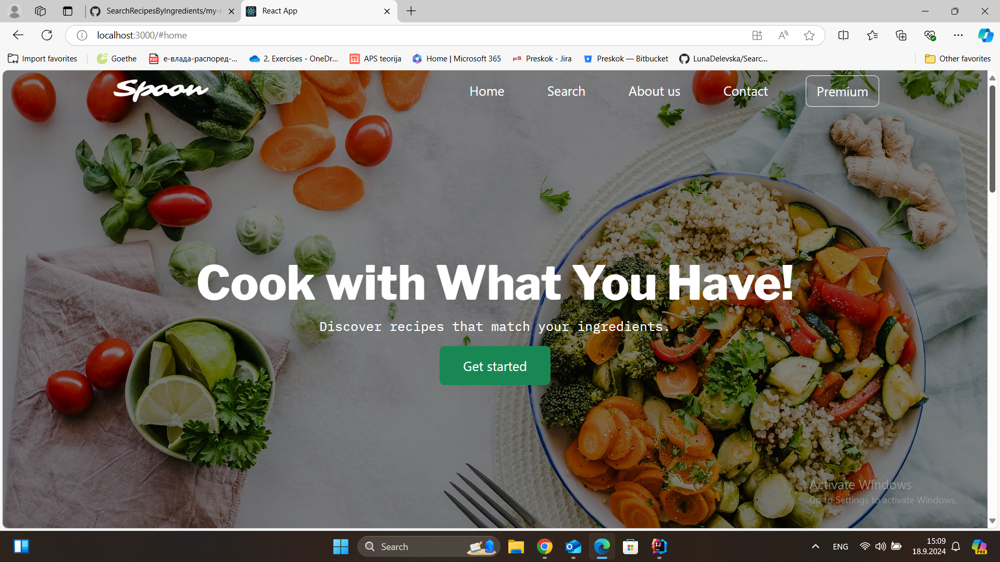 SearchRecipesByIngredients/my-r
React App
localhost:3000/#home
Import favorites
Goethe
е-влада-распоред-...
2. Exercises - OneDr...
APS teorija
Home | Microsoft 365
Preskok - Jira
Preskok — Bitbucket
LunaDelevska/Searc...
Other favorites
Spoon
Home
Search
About us
Contact
Premium
Cook with What You Have!
Discover recipes that match your ingredients.
Get started
Activate Windows
Go to Settings to activate Windows.
Search
ENG
15:09
18.9.2024
PRE